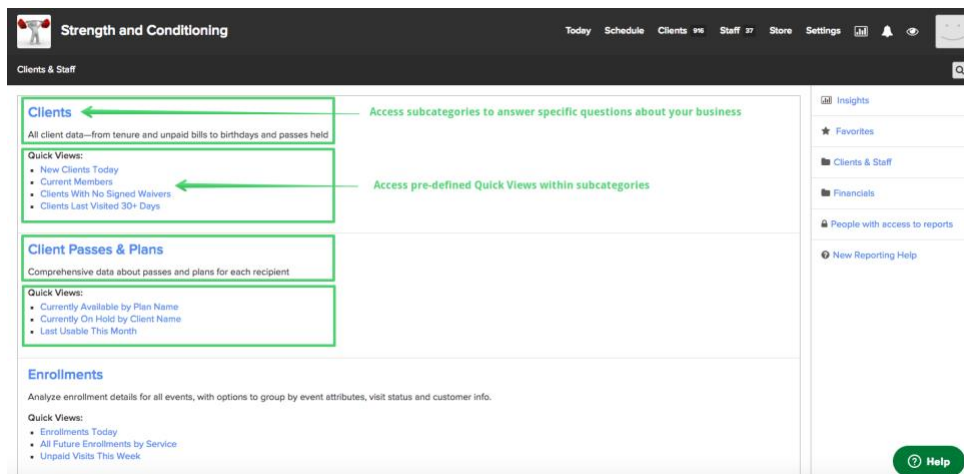 Strength and Conditioning
Today Schedule Clients 916 Staff 37 Store Settings
Clients & Staff
Clients
Access subcategories to answer specific questions about your business
All client data—from tenure and unpaid bills to birthdays and passes held
Quick Views:
New Clients Today
Current Members
Access pre-defined Quick Views within subcategories
Clients With No Signed Waivers
Clients Last Visited 30+ Days
Client Passes & Plans
Comprehensive data about passes and plans for each recipient
Quick Views:
Currently Available by Plan Name
Currently On Hold by Client Name
Last Usable This Month
Enrollments
Analyze enrollment details for all events, with options to group by event attributes, visit status and customer info.
Quick Views:
Enrollments Today
All Future Enrollments by Service
Unpaid Visits This Week
Insights
Favorites
Clients & Staff
Financials
People with access to reports
New Reporting Help
Help